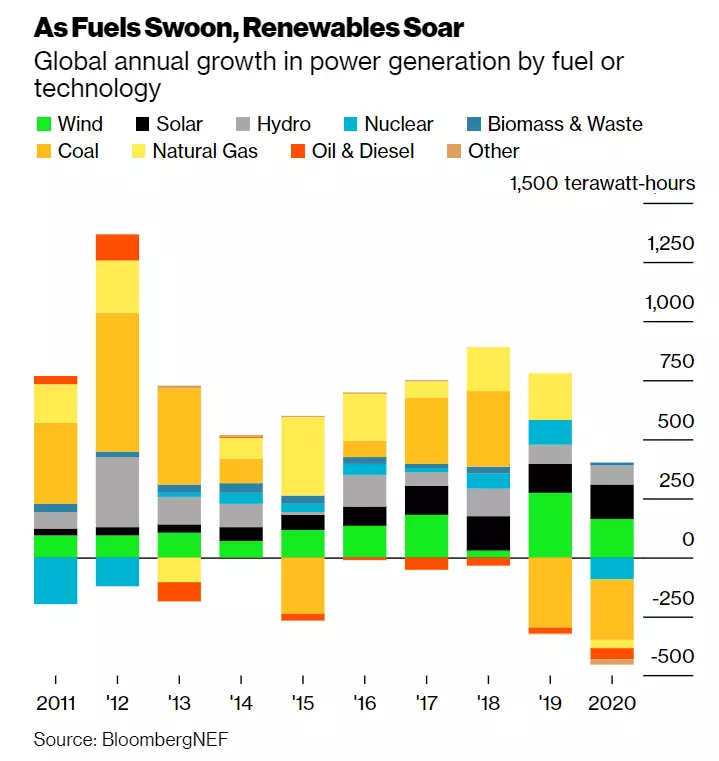 As Fuels Swoon, Renewables Soar
Global annual growth in power generation by fuel or
technology
Wind Solar Hydro Nuclear Biomass & Waste
Coal Natural Gas Oil & Diesel Other
1,500 terawatt-hours
1,250
1,000
750
500
250
0
-250
-500
2011 '12 '13 '14 '15 '16 '17 '18 '19 2020
Source: BloombergNEF